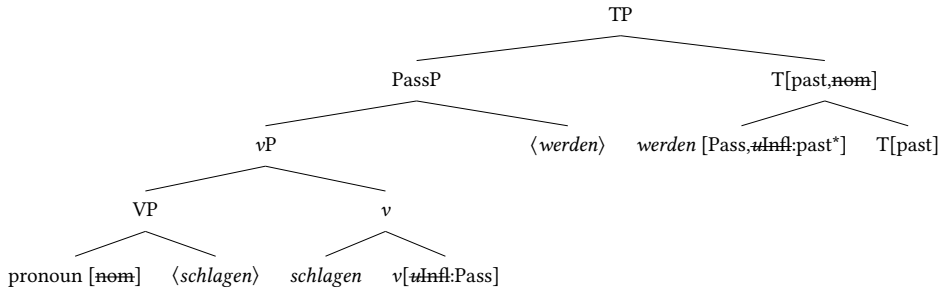 TP
PassP T[past,nom]
vP ⟨werden⟩ werden [Pass,uInfl:past*] T[past]
VP v
pronoun [nom] ⟨schlagen⟩ schlagen v[uInfl:Pass]